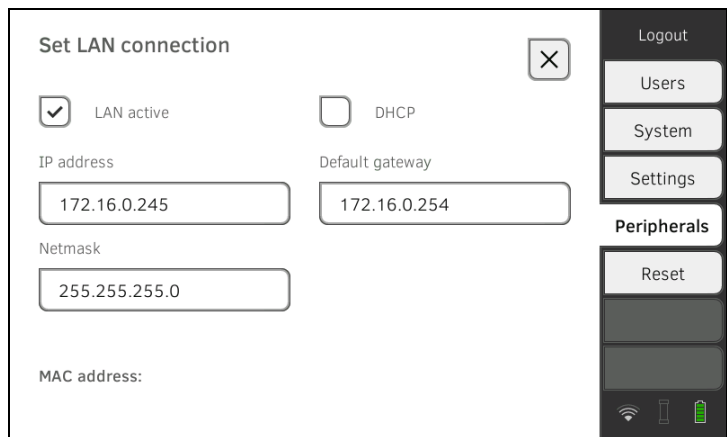 Set LAN connection
LAN active
DHCP
IP address
Default gateway
172.16.0.245
172.16.0.254
Netmask
255.255.255.0
MAC address:
Logout
Users
System
Settings
Peripherals
Reset